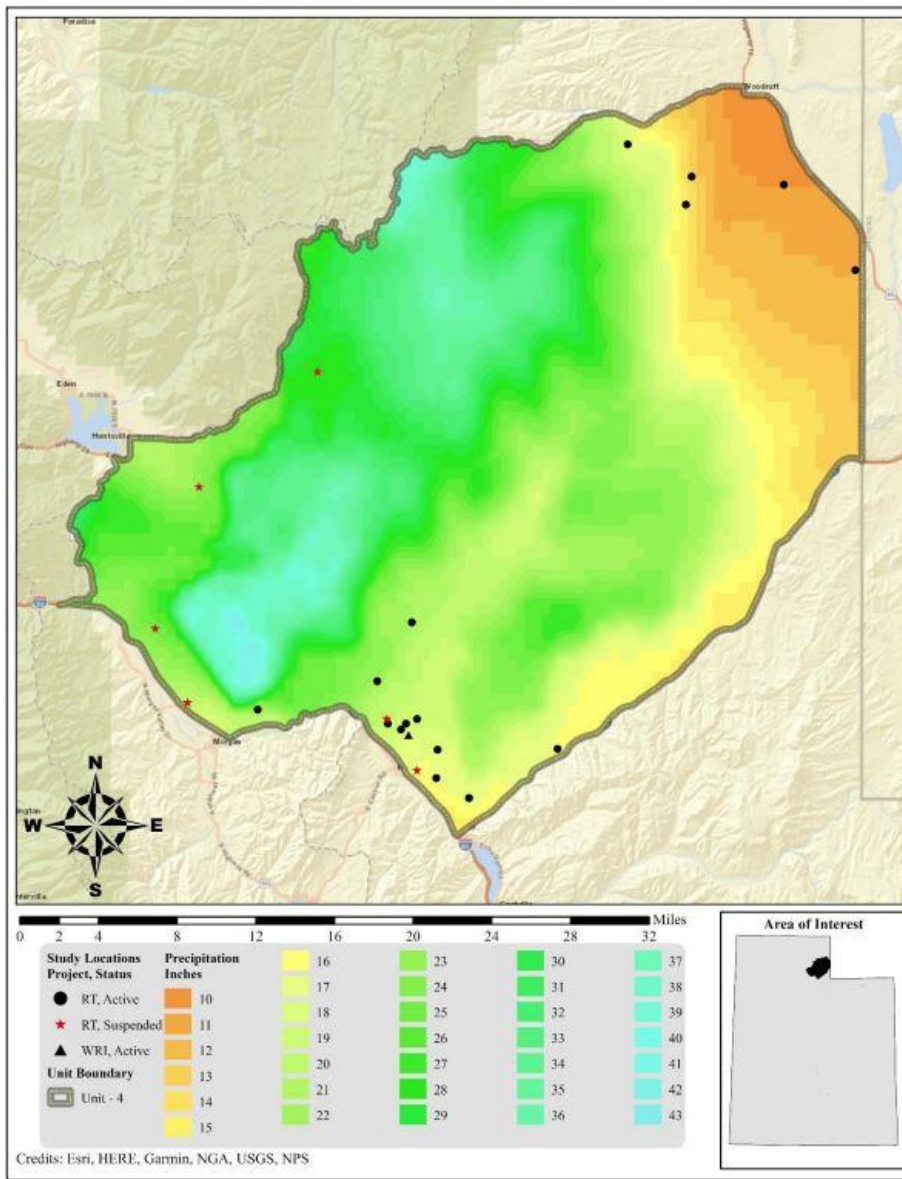 Paradise
Woodruff
Eden
Huntsville
Morgan
N
W E
S
Miles
0 2 4 8 12 16 20 24 28 32
Study Locations
Project, Status
RT, Active
RT, Suspended
WRI, Active
Unit Boundary
Unit - 4
Precipitation
Inches
10
11
12
13
14
15
16
17
18
19
20
21
22
23
24
25
26
27
28
29
30
31
32
33
34
35
36
37
38
39
40
41
42
43
Area of Interest
Credits: Esri, HERE, Garmin, NGA, USGS, NPS